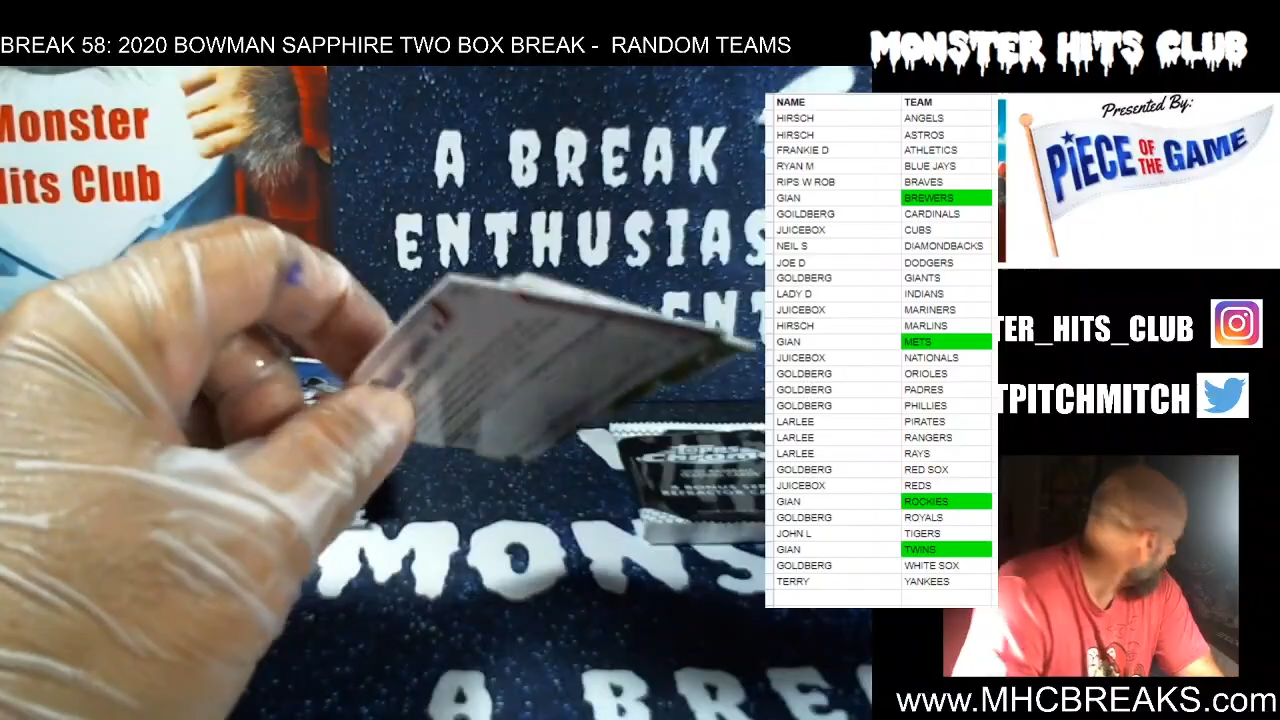 BREAK 58: 2020 BOWMAN SAPPHIRE TWO BOX BREAK - RANDOM TEAMS
MONSTER HITS CLUB
Monster
Hits Club
A BREAK
ENTHUSIAS
ENT
MONS
A BRE
NAME TEAM
HIRSCH ANGELS
HIRSCH ASTROS
FRANKIE D ATHLETICS
RYAN M BLUE JAYS
RIPS W ROB BRAVES
GIAN BREWERS
GOILDBERG CARDINALS
JUICEBOX CUBS
NEIL S DIAMONDBACKS
JOE D DODGERS
GOLDBERG GIANTS
LADY D INDIANS
JUICEBOX MARINERS
HIRSCH MARLINS
GIAN METS
JUICEBOX NATIONALS
GOLDBERG ORIOLES
GOLDBERG PADRES
GOLDBERG PHILLIES
LARLEE PIRATES
LARLEE RANGERS
LARLEE RAYS
GOLDBERG RED SOX
JUICEBOX REDS
GIAN ROCKIES
GOLDBERG ROYALS
JOHN L TIGERS
GIAN TWINS
GOLDBERG WHITE SOX
TERRY YANKEES
Presented By:
PIECE OF THE GAME
TER_HITS_CLUB
TPITCHMITCH
www.MHCBREAKS.com